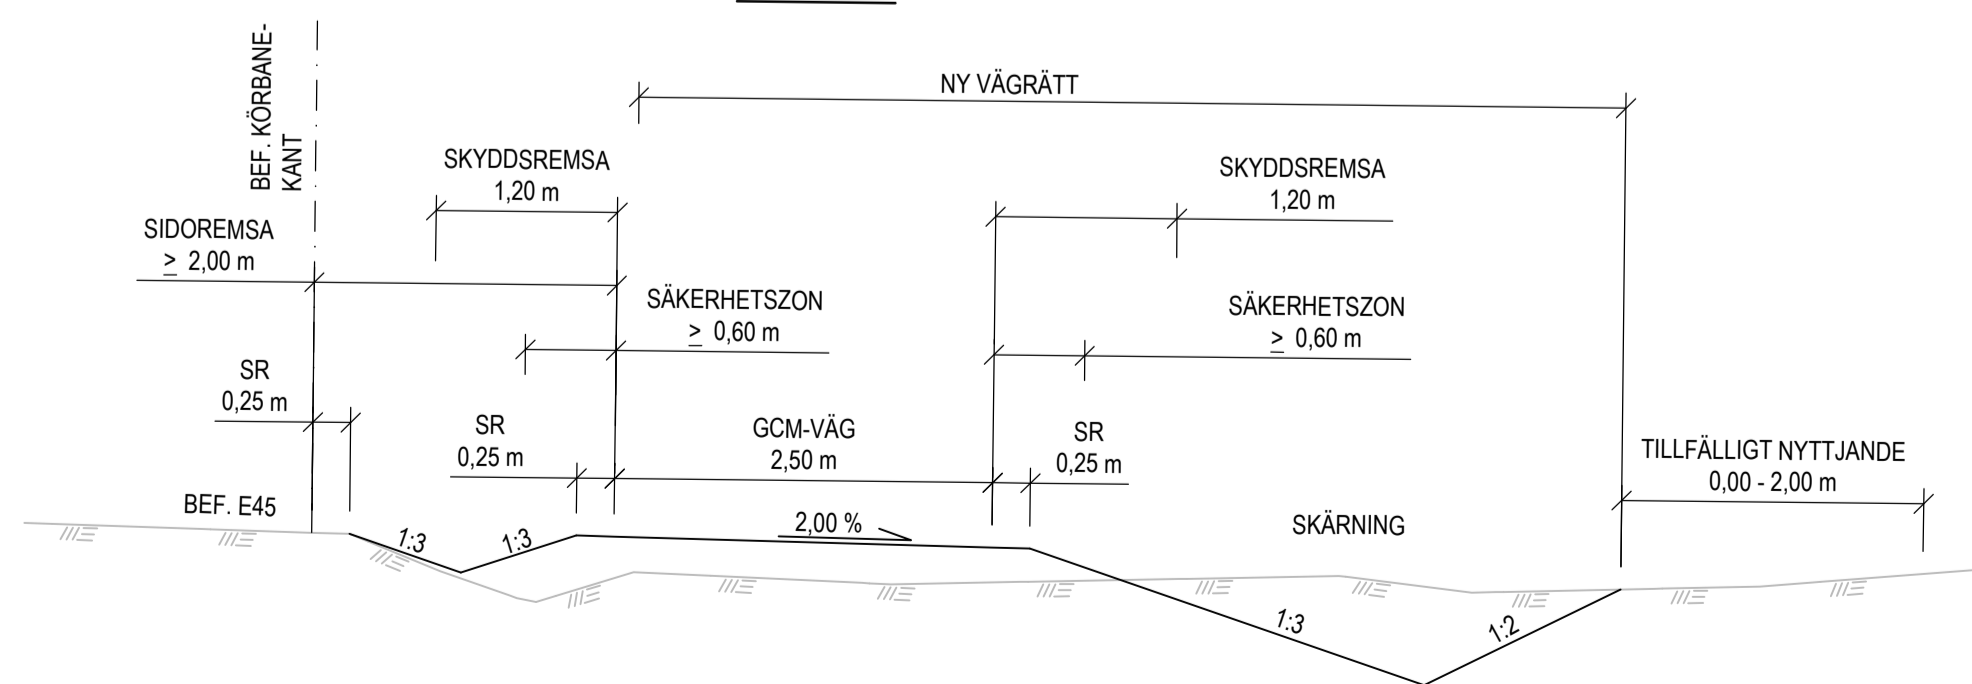 BEF. KÖRBANE-
KANT
NY VÄGRÄTT
SKYDDSREMSA
1,20 m
SKYDDSREMSA
1,20 m
SIDOREMSA
≥ 2,00 m
SÄKERHETSZON
≥ 0,60 m
SÄKERHETSZON
≥ 0,60 m
SR
0,25 m
SR
0,25 m
GCM-VÄG
2,50 m
SR
0,25 m
TILLFÄLLIGT NYTTJANDE
0,00 - 2,00 m
BEF. E45
1:3
1:3
2,00 %
SKÄRNING
1:3
1:2